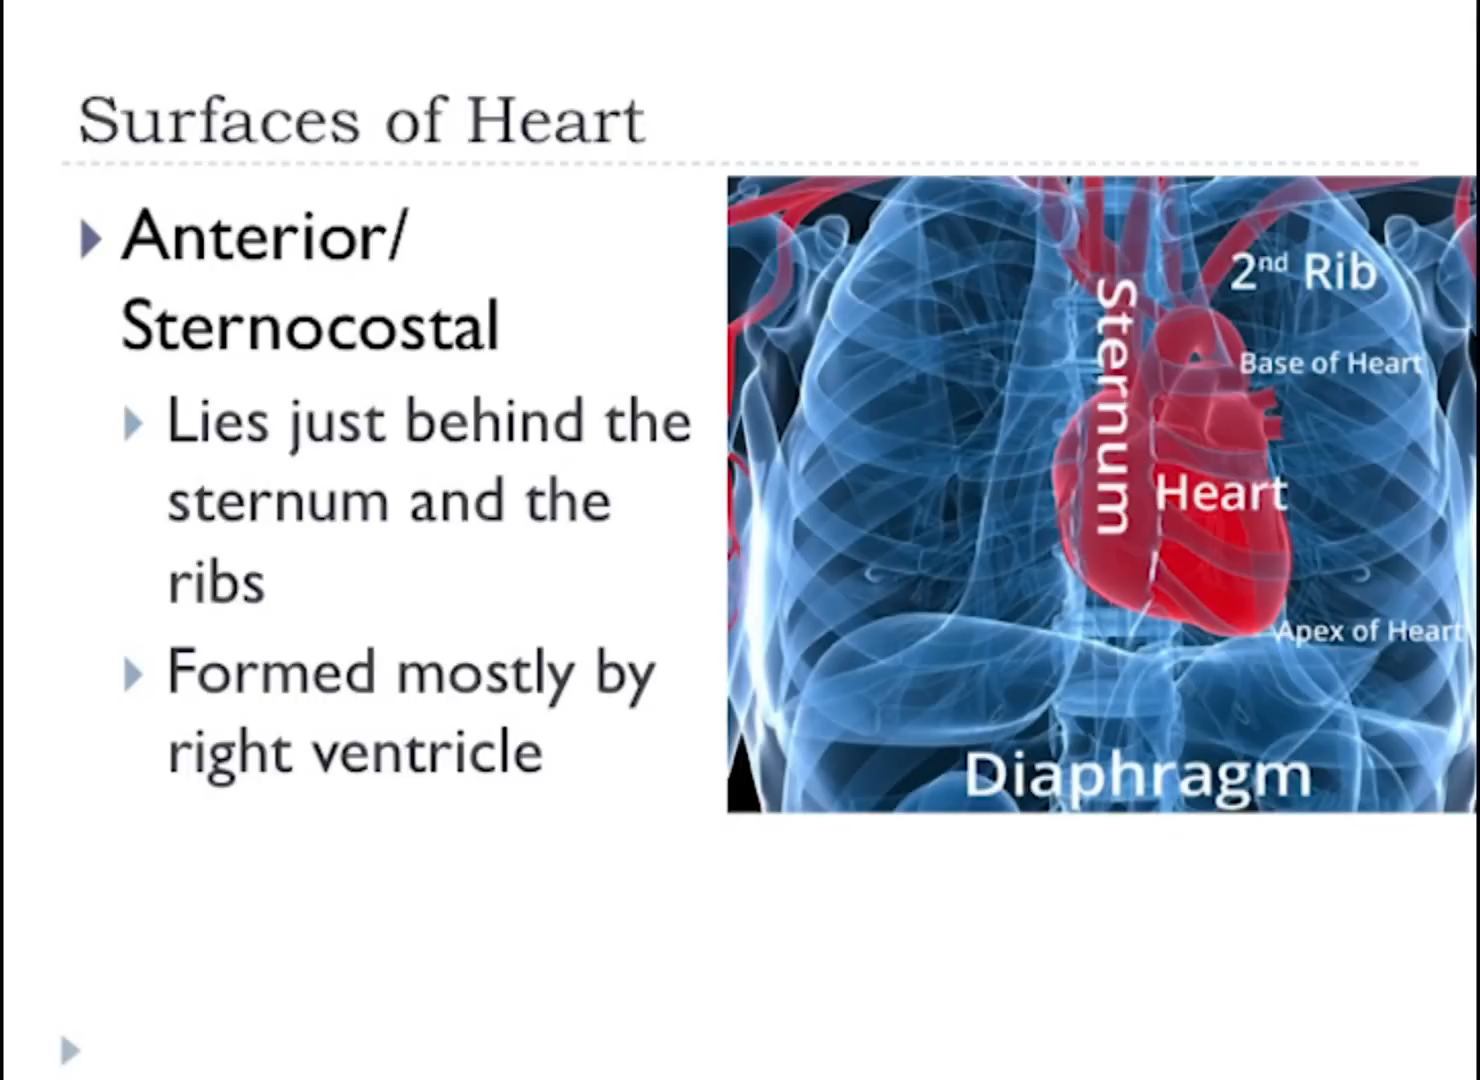 Surfaces of Heart
Anterior/
Sternocostal
Lies just behind the
sternum and the
ribs
Formed mostly by
right ventricle
2nd Rib
Sternum
Base of Heart
Heart
Apex of Heart
Diaphragm